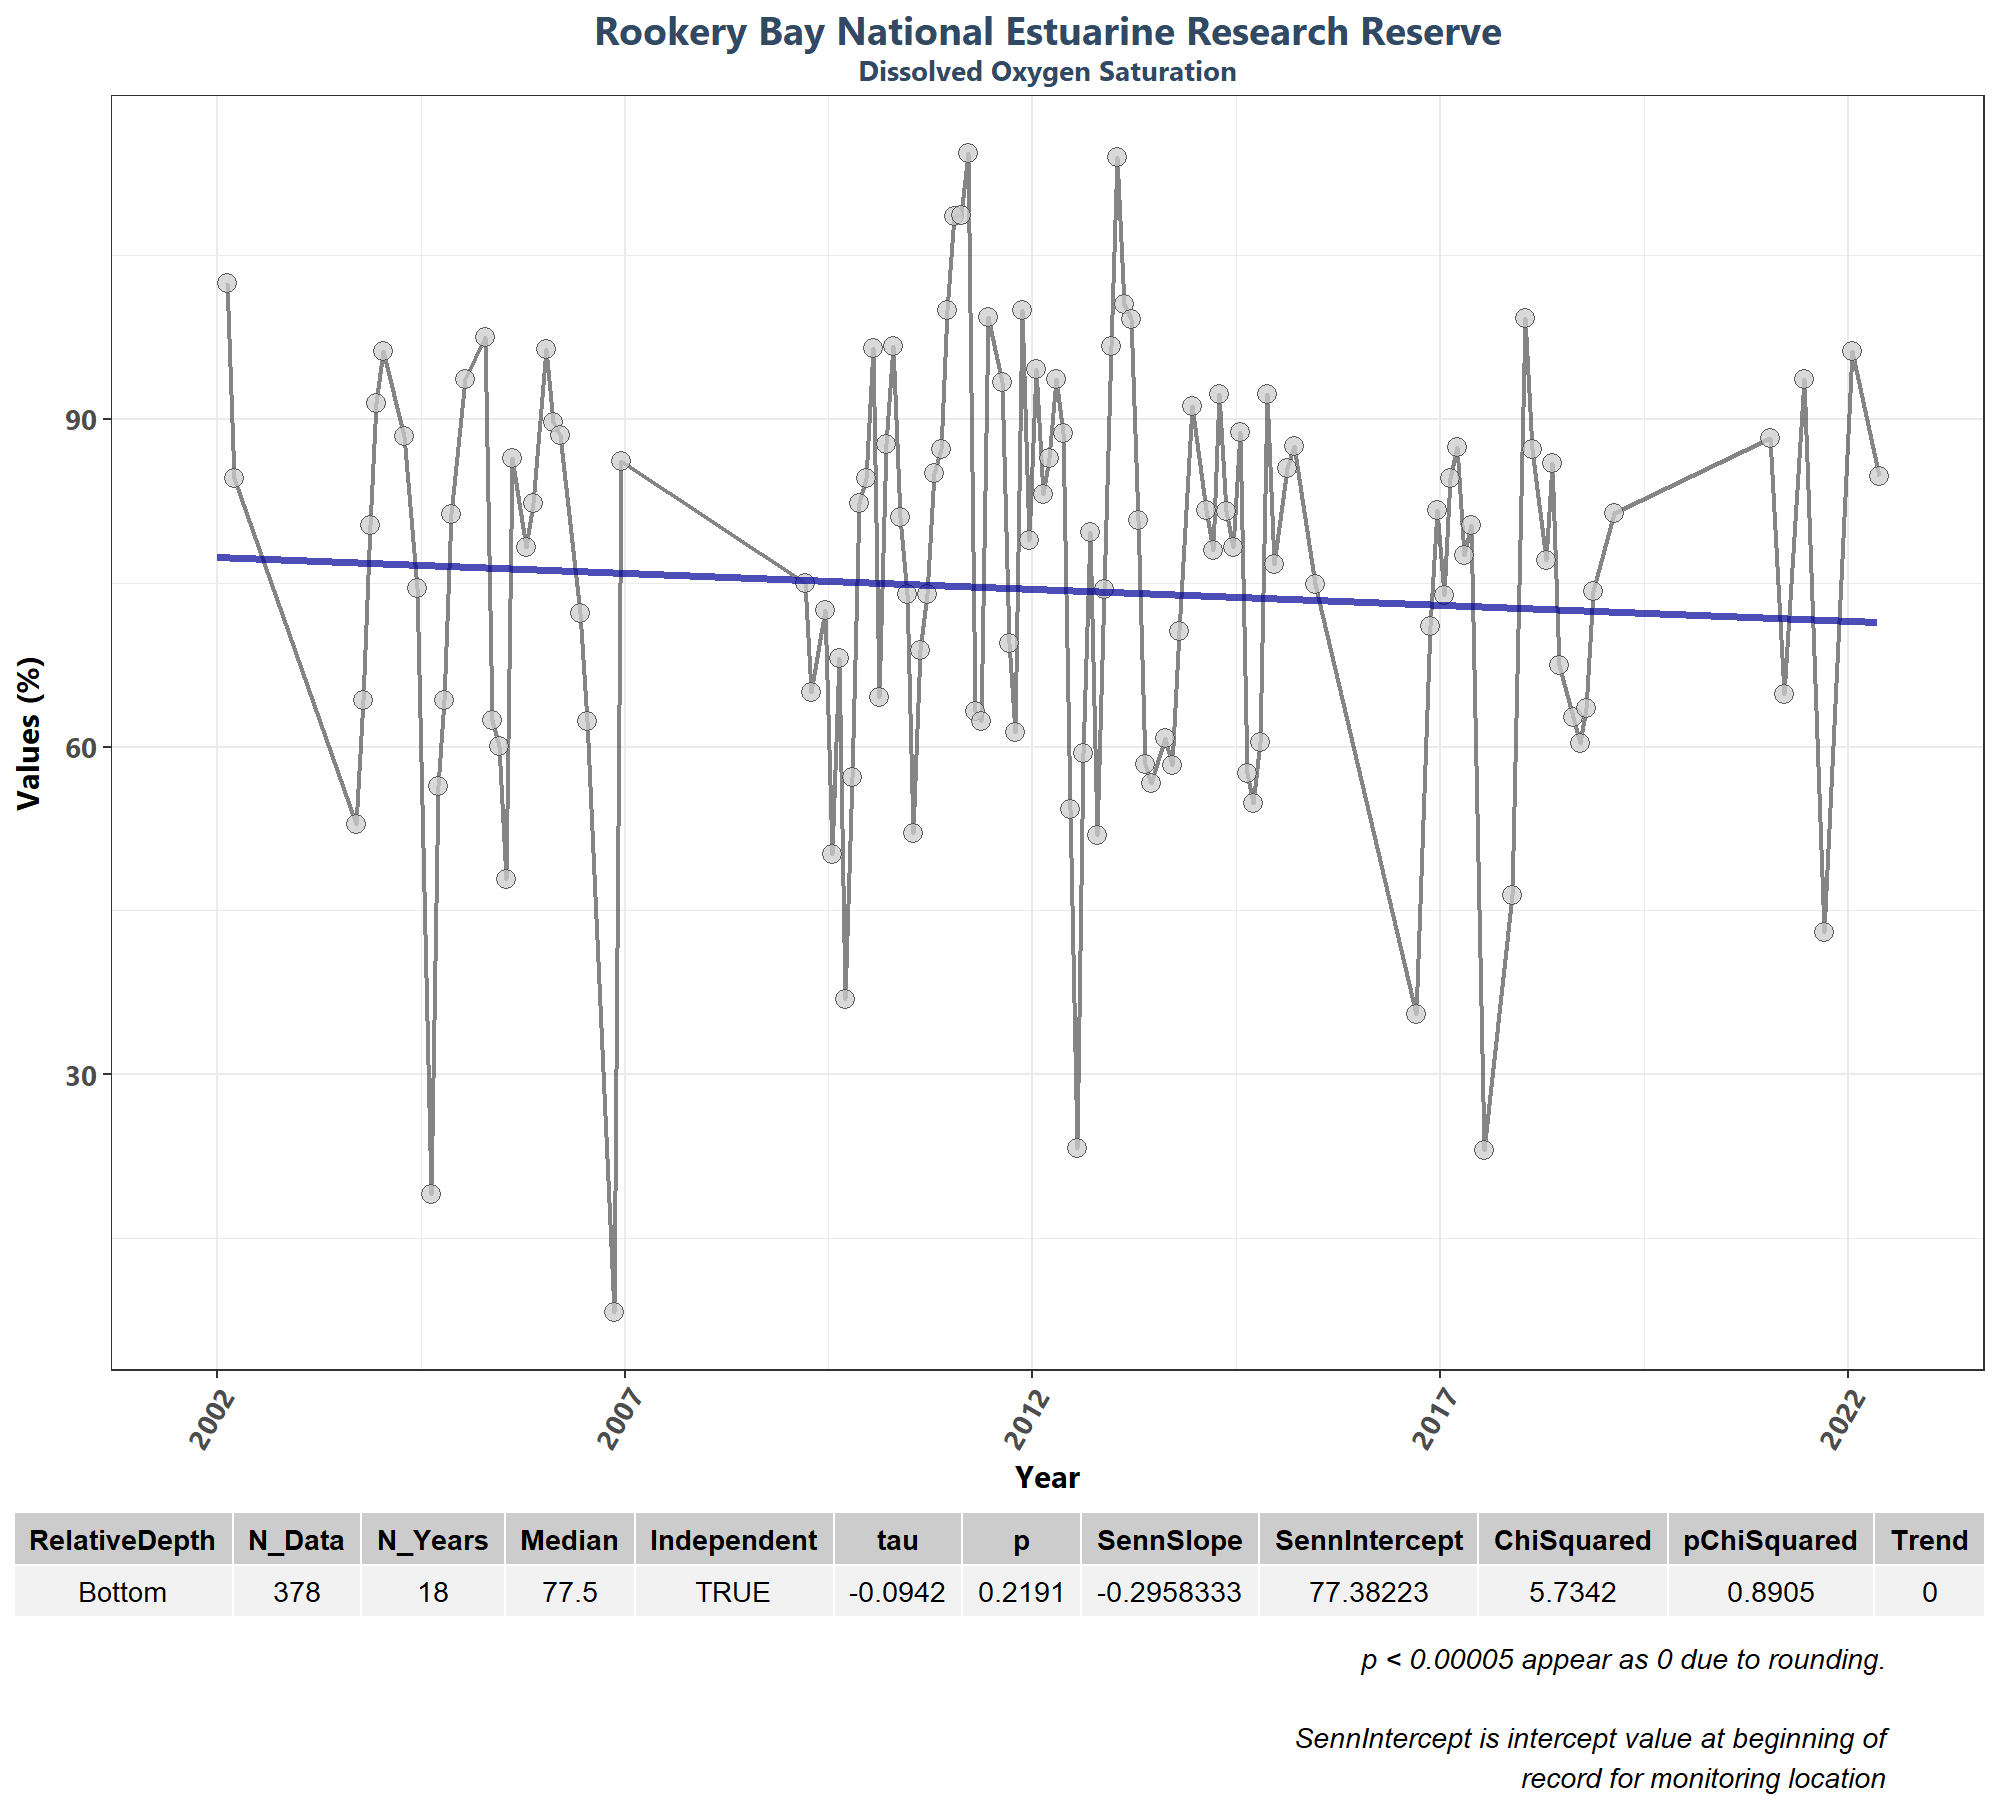 Rookery Bay National Estuarine Research Reserve
Dissolved Oxygen Saturation
Values (%)
90
60
30
2002 2007 2012 2017 2022
Year
RelativeDepth N_Data N_Years Median Independent tau p SennSlope SennIntercept ChiSquared pChiSquared Trend
Bottom 378 18 77.5 TRUE -0.0942 0.2191 -0.2958333 77.38223 5.7342 0.8905 0
p < 0.00005 appear as 0 due to rounding.
SennIntercept is intercept value at beginning of
record for monitoring location